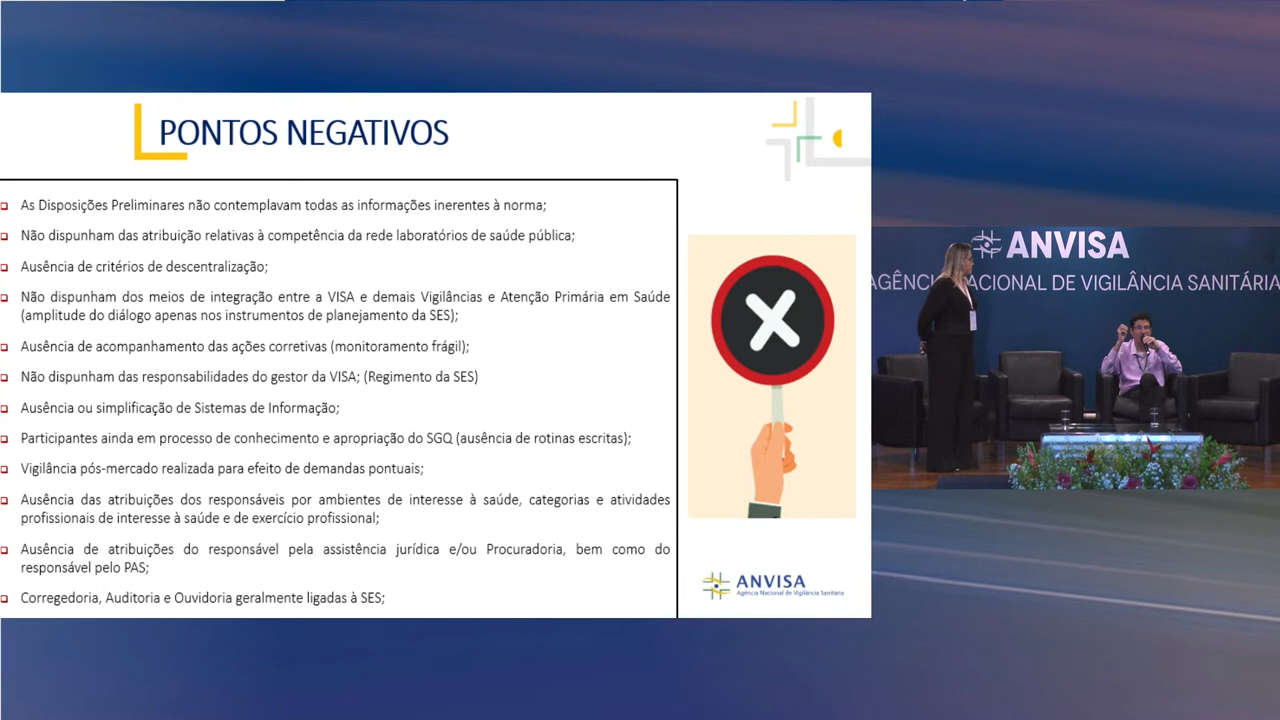 PONTOS NEGATIVOS
As Disposições Preliminares não contemplavam todas as informações inerentes à norma;
Não dispunham das atribuição relativas à competência da rede laboratórios de saúde pública;
Ausência de critérios de descentralização;
Não dispunham dos meios de integração entre a VISA e demais Vigilâncias e Atenção Primária em Saúde
(amplitude do diálogo apenas nos instrumentos de planejamento da SES);
Ausência de acompanhamento das ações corretivas (monitoramento frágil);
Não dispunham das responsabilidades do gestor da VISA; (Regimento da SES)
Ausência ou simplificação de Sistemas de Informação;
Participantes ainda em processo de conhecimento e apropriação do SGQ (ausência de rotinas escritas);
Vigilância pós-mercado realizada para efeito de demandas pontuais;
Ausência das atribuições dos responsáveis por ambientes de interesse à saúde, categorias e atividades
profissionais de interesse à saúde e de exercício profissional;
Ausência de atribuições do responsável pela assistência jurídica e/ou Procuradoria, bem como do
responsável pelo PAS;
Corregedoria, Auditoria e Ouvidoria geralmente ligadas à SES;
ANVISA
Agência Nacional de Vigilância Sanitária
ANVISA
AGÊNCI NACIONAL DE VIGILÂNCIA SANITÁRIA